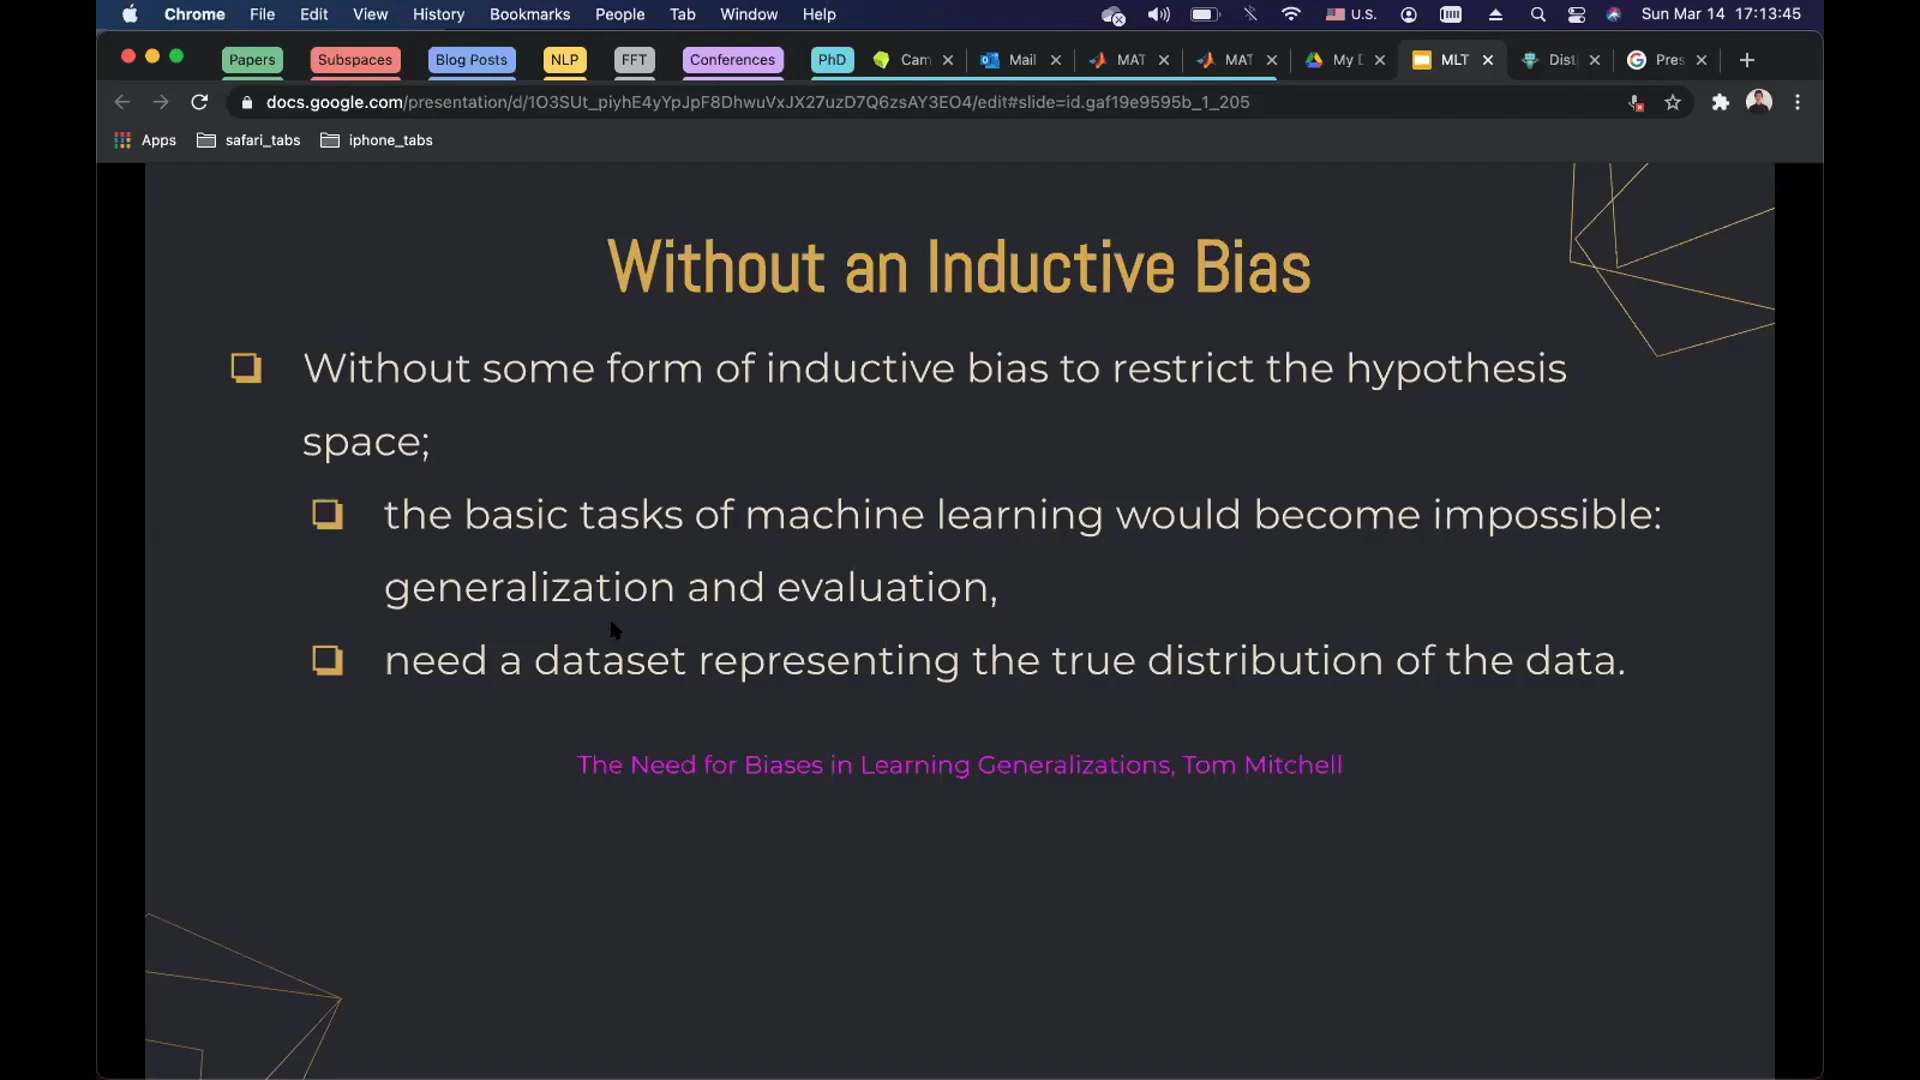 Chrome File Edit View History Bookmarks People Tab Window Help U.S. Sun Mar 14 17:13:45
Papers Subspaces Blog Posts NLP FFT Conferences PhD Cam Mail MAT MAT My D MLT Dist Pres
docs.google.com/presentation/d/1O3SUt_piyhE4yYpJpF8DhwuVxJX27uzD7Q6zsAY3EO4/edit#slide=id.gaf19e9595b_1_205
Apps safari_tabs iphone_tabs
Without an Inductive Bias
Without some form of inductive bias to restrict the hypothesis
space;
the basic tasks of machine learning would become impossible:
generalization and evaluation,
need a dataset representing the true distribution of the data.
The Need for Biases in Learning Generalizations, Tom Mitchell